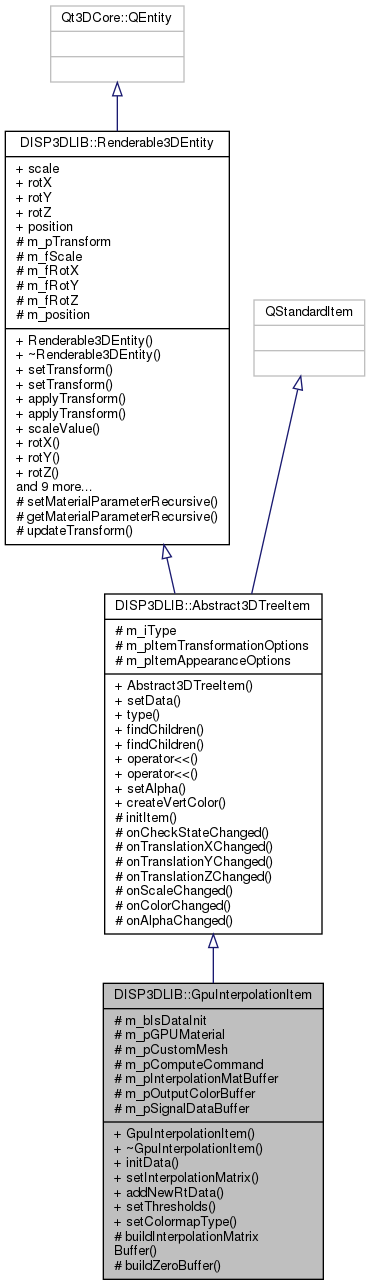 Qt3DCore::QEntity
DISP3DLIB::Renderable3DEntity
+ scale
+ rotX
+ rotY
+ rotZ
+ position
# m_pTransform
# m_fScale
# m_fRotX
# m_fRotY
# m_fRotZ
# m_position
+ Renderable3DEntity()
+ ~Renderable3DEntity()
+ setTransform()
+ setTransform()
+ applyTransform()
+ applyTransform()
+ scaleValue()
+ rotX()
+ rotY()
+ rotZ()
and 9 more...
# setMaterialParameterRecursive()
# getMaterialParameterRecursive()
# updateTransform()
QStandardItem
DISP3DLIB::Abstract3DTreeItem
# m_iType
# m_pItemTransformationOptions
# m_pItemAppearanceOptions
+ Abstract3DTreeItem()
+ setData()
+ type()
+ findChildren()
+ findChildren()
+ operator<<()
+ operator<<()
+ setAlpha()
+ createVertColor()
# initItem()
# onCheckStateChanged()
# onTranslationXChanged()
# onTranslationYChanged()
# onTranslationZChanged()
# onScaleChanged()
# onColorChanged()
# onAlphaChanged()
DISP3DLIB::GpuInterpolationItem
# m_bIsDataInit
# m_pGPUMaterial
# m_pCustomMesh
# m_pComputeCommand
# m_pInterpolationMatBuffer
# m_pOutputColorBuffer
# m_pSignalDataBuffer
+ GpuInterpolationItem()
+ ~GpuInterpolationItem()
+ initData()
+ setInterpolationMatrix()
+ addNewRtData()
+ setThresholds()
+ setColormapType()
# buildInterpolationMatrix
Buffer()
# buildZeroBuffer()